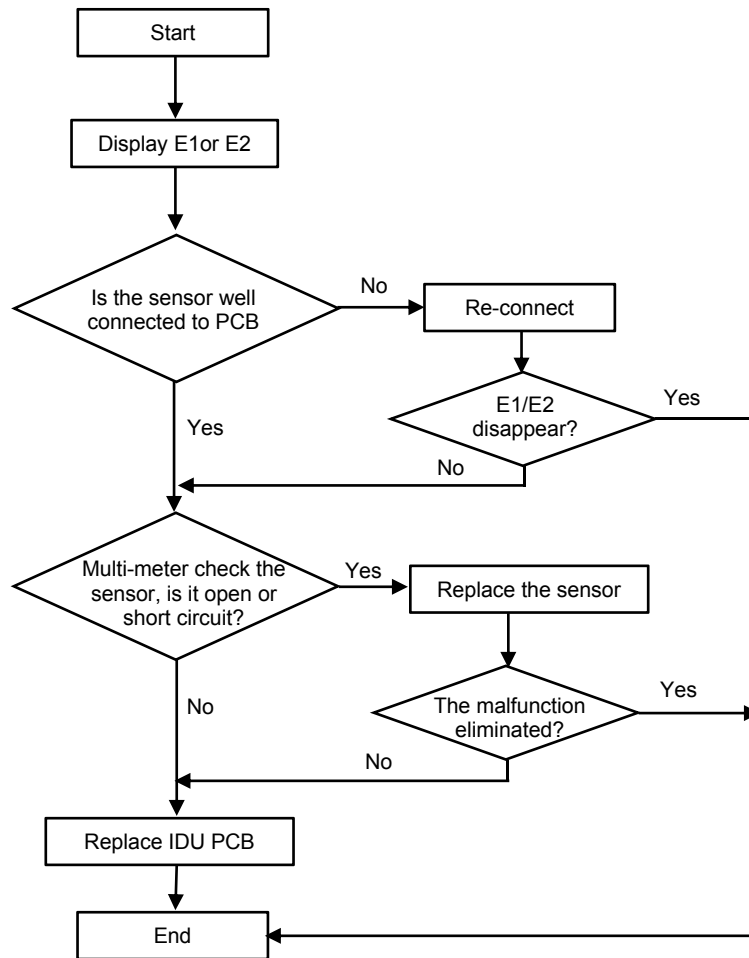 Start
Display E1or E2
Is the sensor well
connected to PCB
No
Re-connect
E1/E2
disappear?
Yes
Yes
No
Multi-meter check the
sensor, is it open or
short circuit?
Yes
Replace the sensor
No
The malfunction
eliminated?
Yes
No
Replace IDU PCB
End